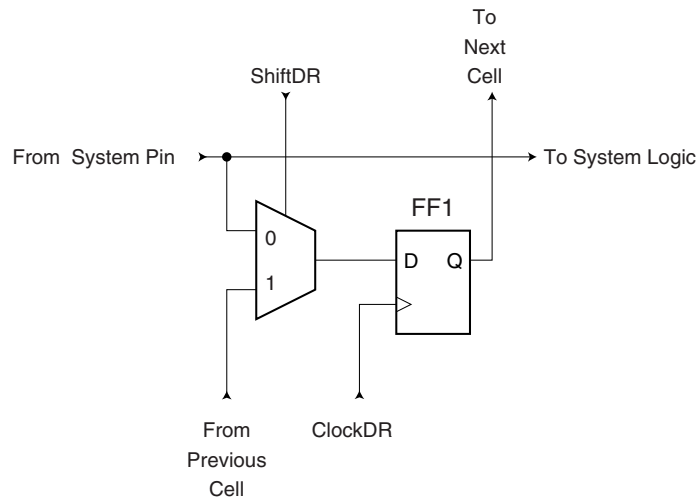 To
Next
Cell
ShiftDR
From System Pin
To System Logic
FF1
0
D Q
1
From
Previous
Cell
ClockDR